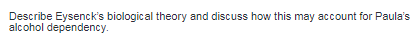 Describe Eysenck's biological theory and discuss how this may account for Paula's
alcohol dependency.